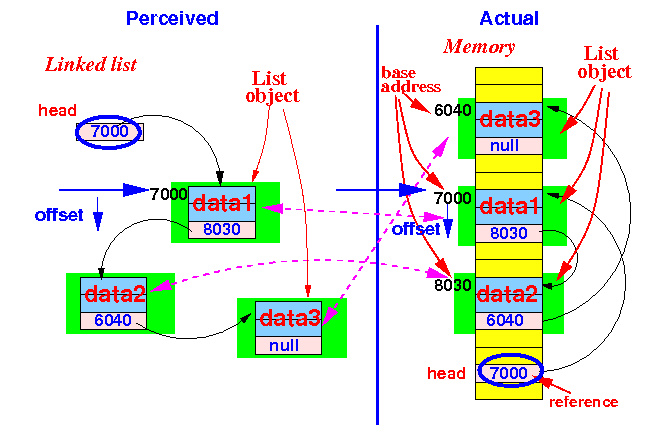 Perceived
Linked list
head
7000
List
object
7000
data1
8030
offset
data2
6040
data3
null
Actual
Memory
base
address
List
object
6040
data3
null
7000
data1
8030
offset
8030
data2
6040
head
7000
reference